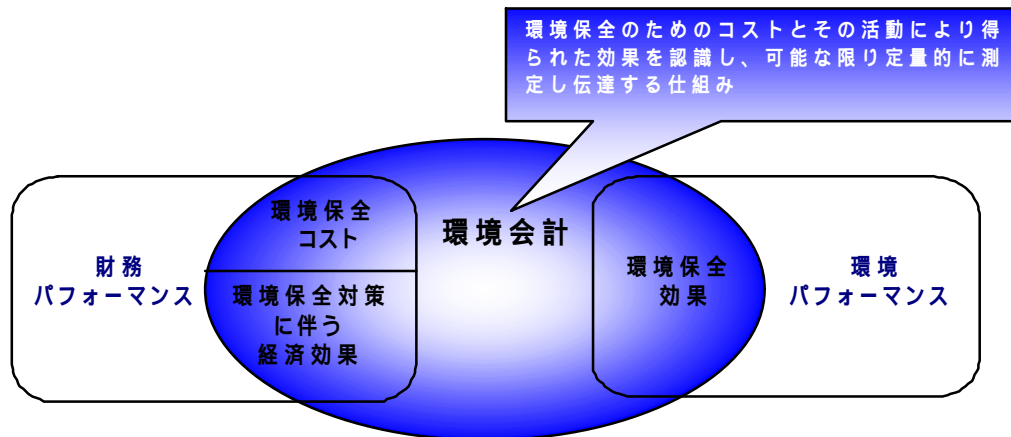 環境保全のためのコストとその活動により得
られた効果を認識し、可能な限り定量的に測
定し伝達する仕組み
環境保全
コスト
環境会計
財務
パフォーマンス
環境保全対策
に伴う
経済効果
環境保全
効果
環境
パフォーマンス